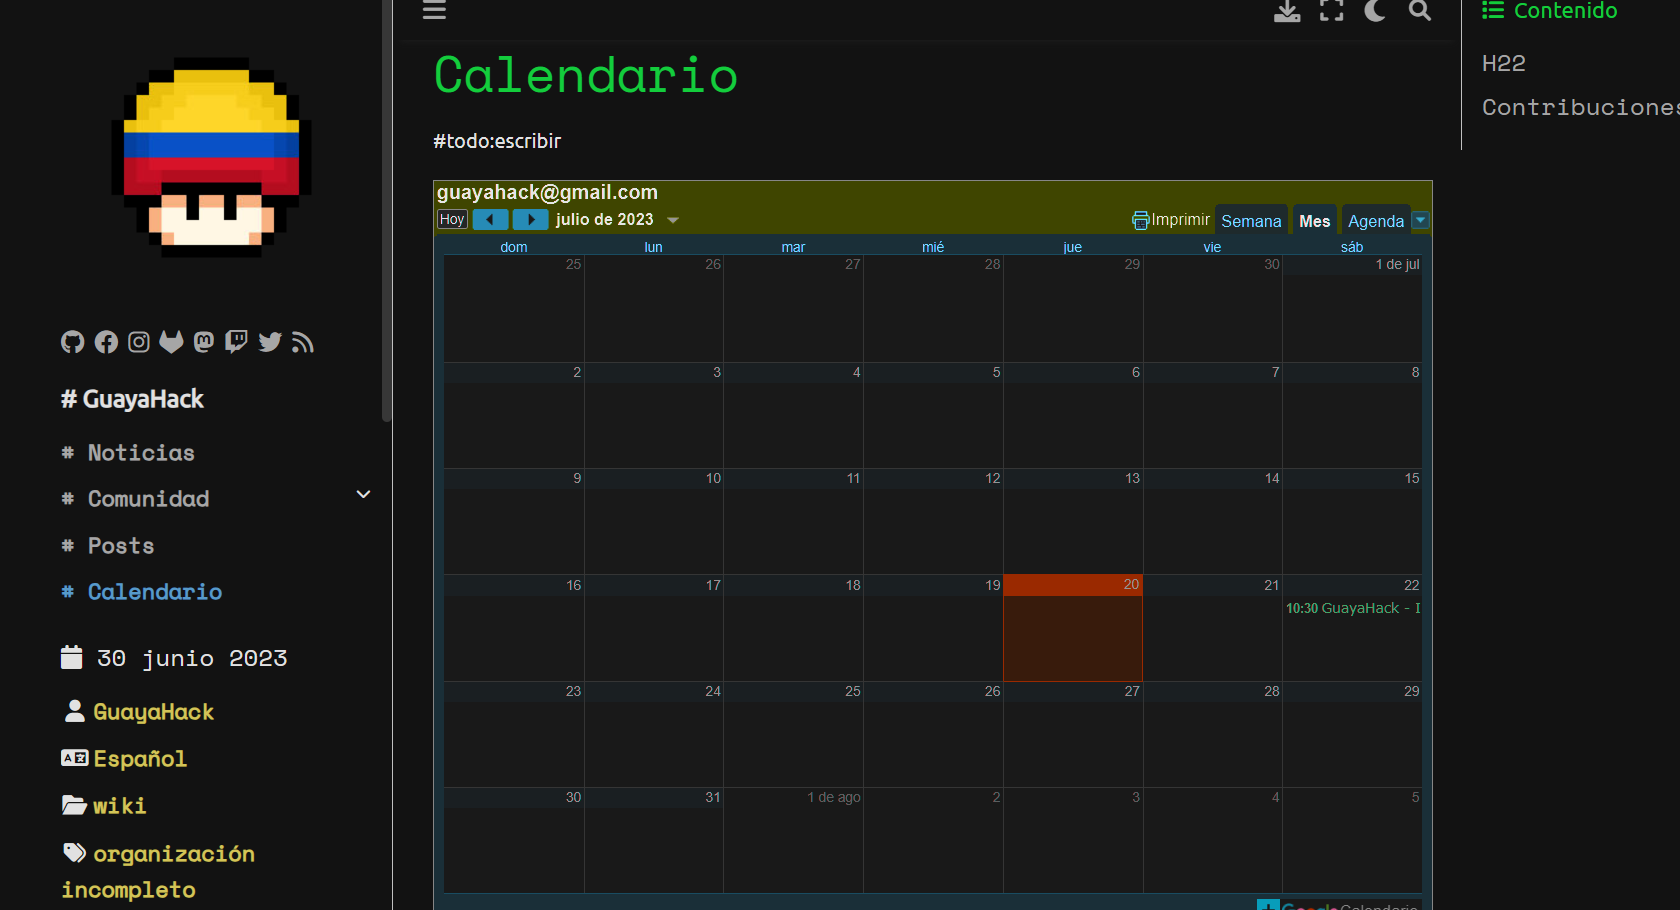 # GuayaHack
# Noticias
# Comunidad
# Posts
# Calendario
30 junio 2023
GuayaHack
Español
wiki
organización
incompleto
Calendario
#todo:escribir
guayahack@gmail.com
Hoy julio de 2023 Imprimir Semana Mes Agenda
dom lun mar mié jue vie sáb
25 26 27 28 29 30 1 de jul
2 3 4 5 6 7 8
9 10 11 12 13 14 15
16 17 18 19 20 21 22
10:30 GuayaHack - I
23 24 25 26 27 28 29
30 31 1 de ago 2 3 4 5
Google Calendario
Contenido
H22
Contribuciones